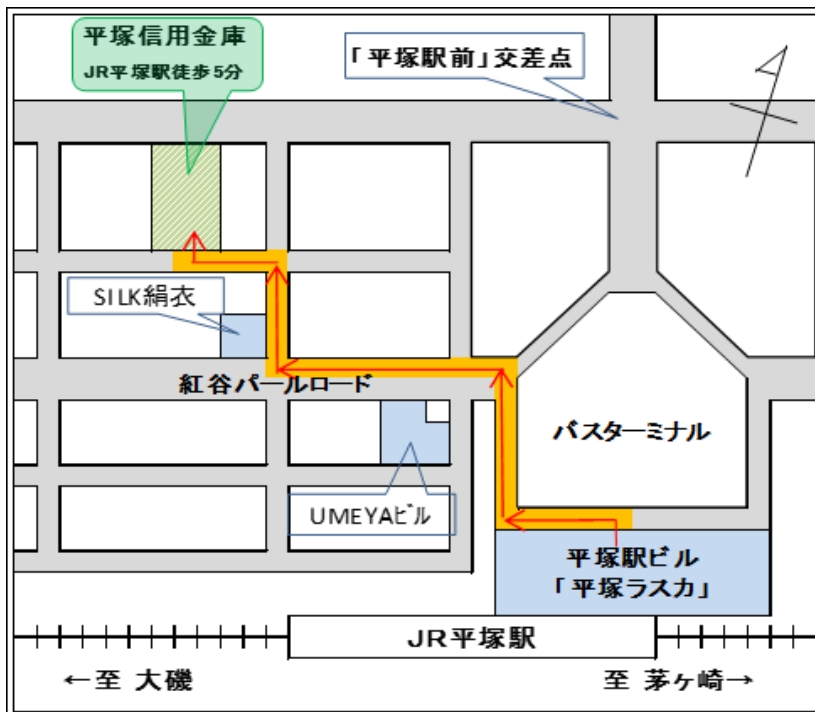 平塚信用金庫
JR平塚駅徒歩5分
「平塚駅前」交差点
SILK絹衣
紅谷パールロード
バスターミナル
UMEYAビル
平塚駅ビル
「平塚ラスカ」
JR平塚駅
←至 大磯
至 茅ヶ崎→